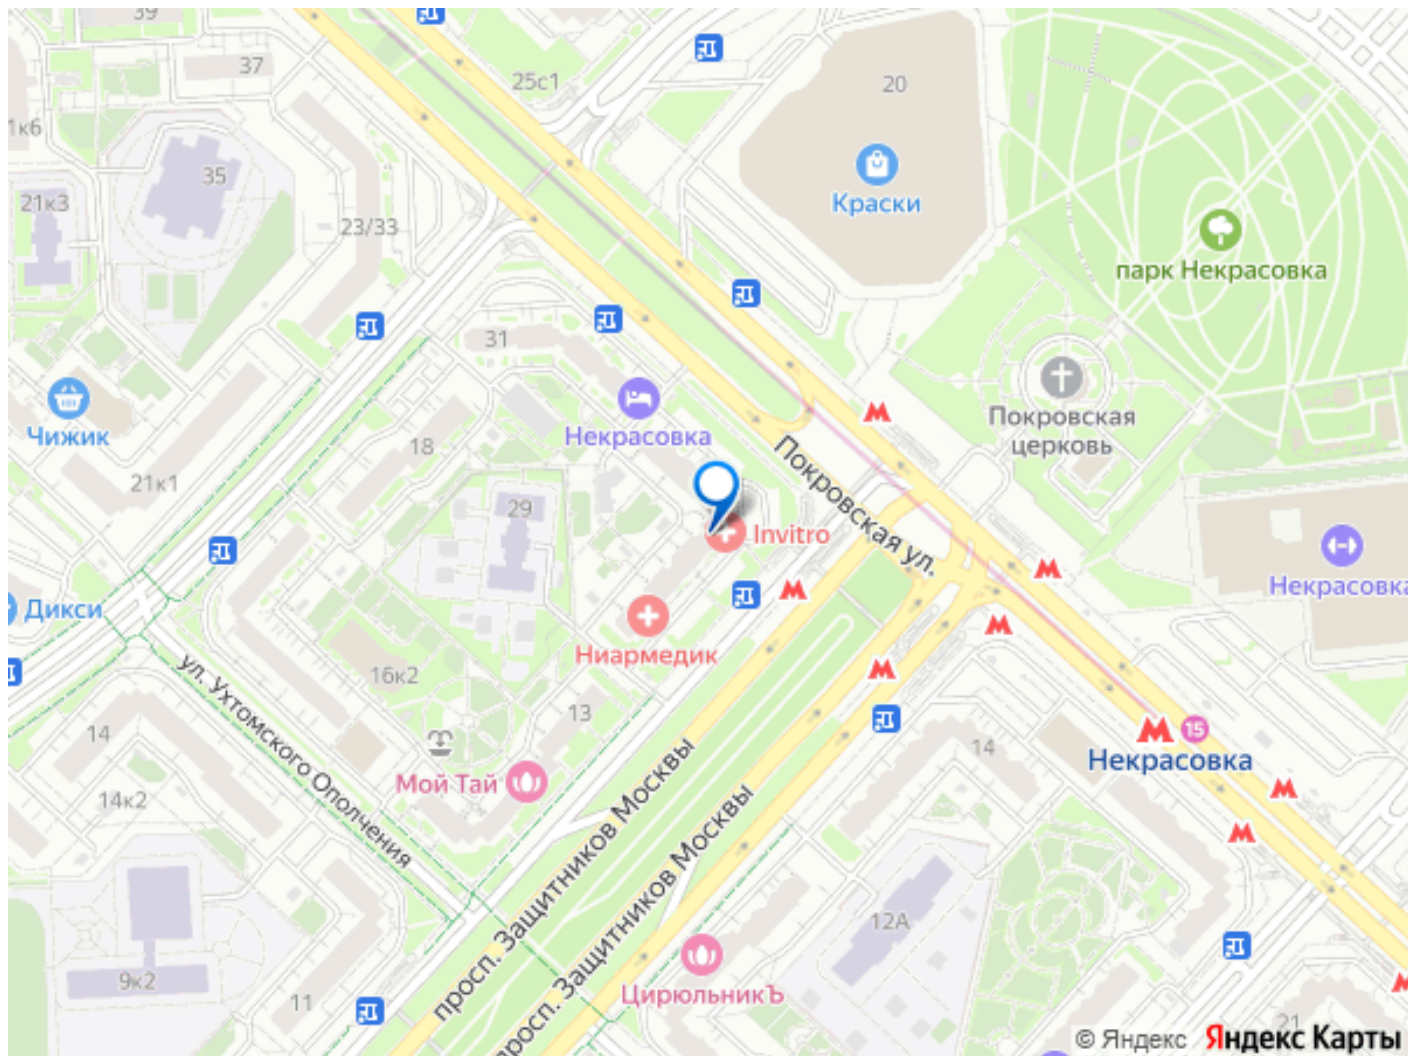 39
37
25с1
20
1к6
35
21к3
Краски
23/33
парк Некрасовка
31
Покровская
церковь
Чижик
Некрасовка
18
21к1
29
Покровская ул.
Invitro
Некрасовка
Дикси
Ниармедик
ул. Ухтомского Ополчения
16к2
13
14
14
15
Некрасовка
Мой Тай
14к2
просп. Защитников Москвы
просп. Защитников Москвы
12А
9к2
11
ЦирюльникЪ
21
© Яндекс Яндекс Карты